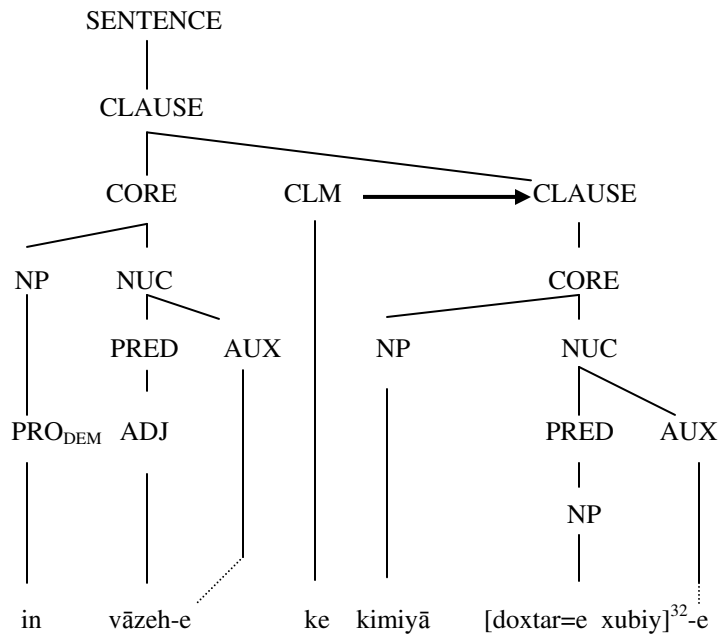 SENTENCE
CLAUSE
CORE CLM CLAUSE
NP NUC CORE
PRED AUX NP NUC
PRO_DEM ADJ PRED AUX
NP
in vāzeh-e ke kimiyā [doxtar=e xubiy]³²-e